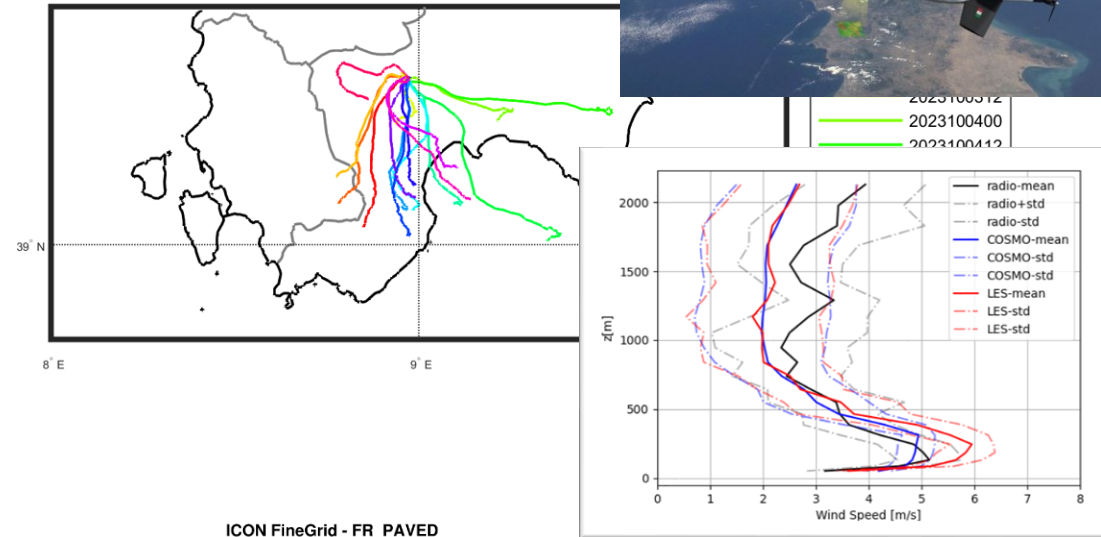 2023100312
2023100400
2023100412
39° N
8° E
9° E
ICON FineGrid - FR PAVED
z[m]
2000
1500
1000
500
0
radio-mean
radio+std
radio-std
COSMO-mean
COSMO-std
COSMO-std
LES-mean
LES-std
LES-std
0 1 2 3 4 5 6 7 8
Wind Speed [m/s]